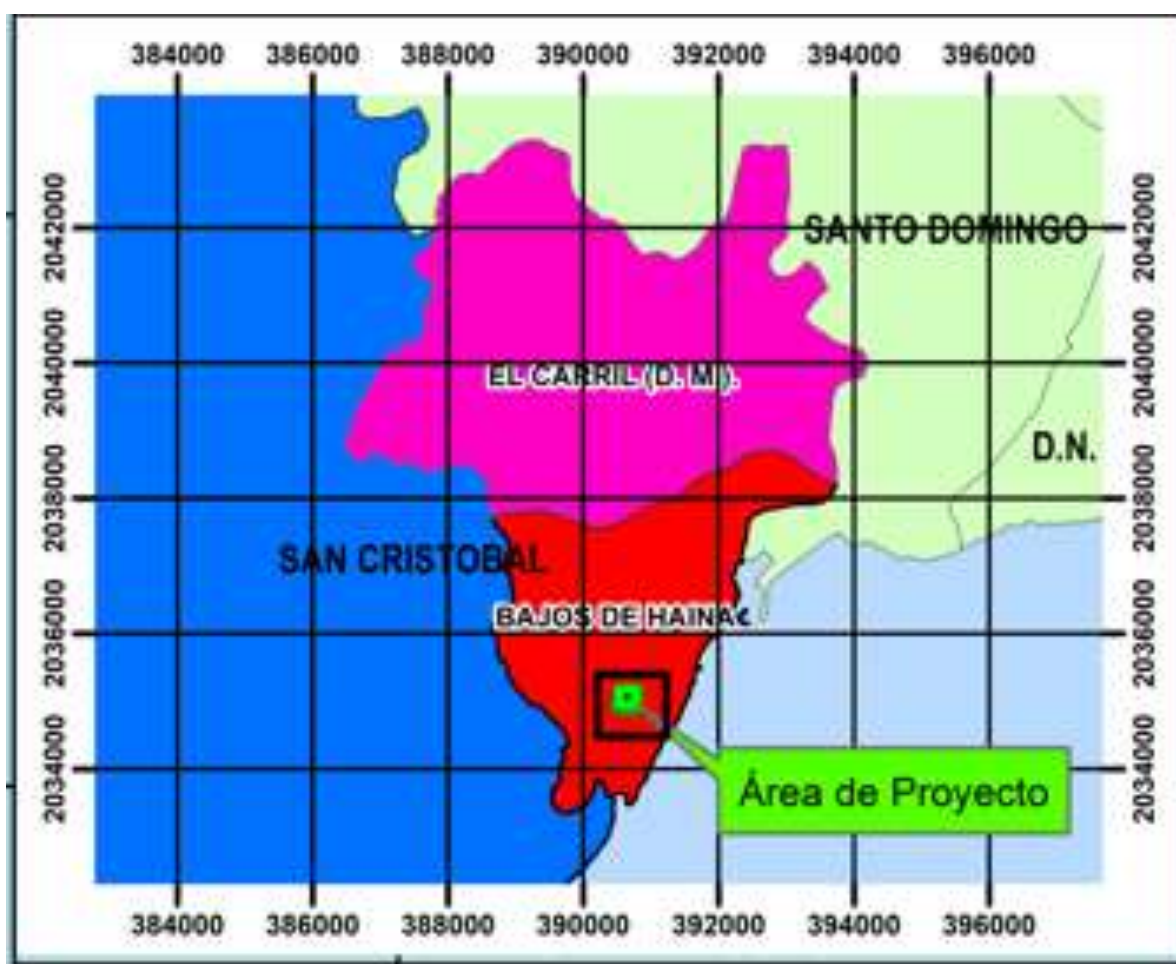 384000 386000 388000 390000 392000 394000 396000
2042000 2042000
SANTO DOMINGO
2040000 2040000
EL CARRIL (D. M.).
D.N.
2038000 2038000
SAN CRISTOBAL
BAJOS DE HAINA
2036000 2036000
2034000 2034000
Área de Proyecto
384000 386000 388000 390000 392000 394000 396000